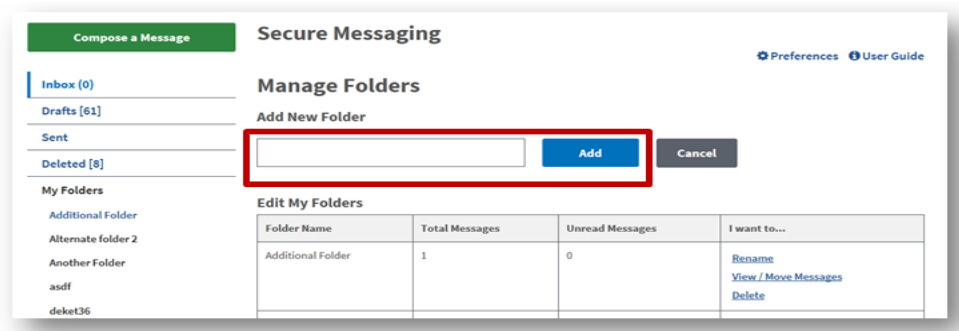 Compose a Message
Inbox (0)
Drafts [61]
Sent
Deleted [8]
My Folders
Additional Folder
Alternate folder 2
Another Folder
asdf
deket36
Secure Messaging
Preferences User Guide
Manage Folders
Add New Folder
Add Cancel
Edit My Folders
Folder Name Total Messages Unread Messages I want to...
Additional Folder 1 0 Rename
View / Move Messages
Delete